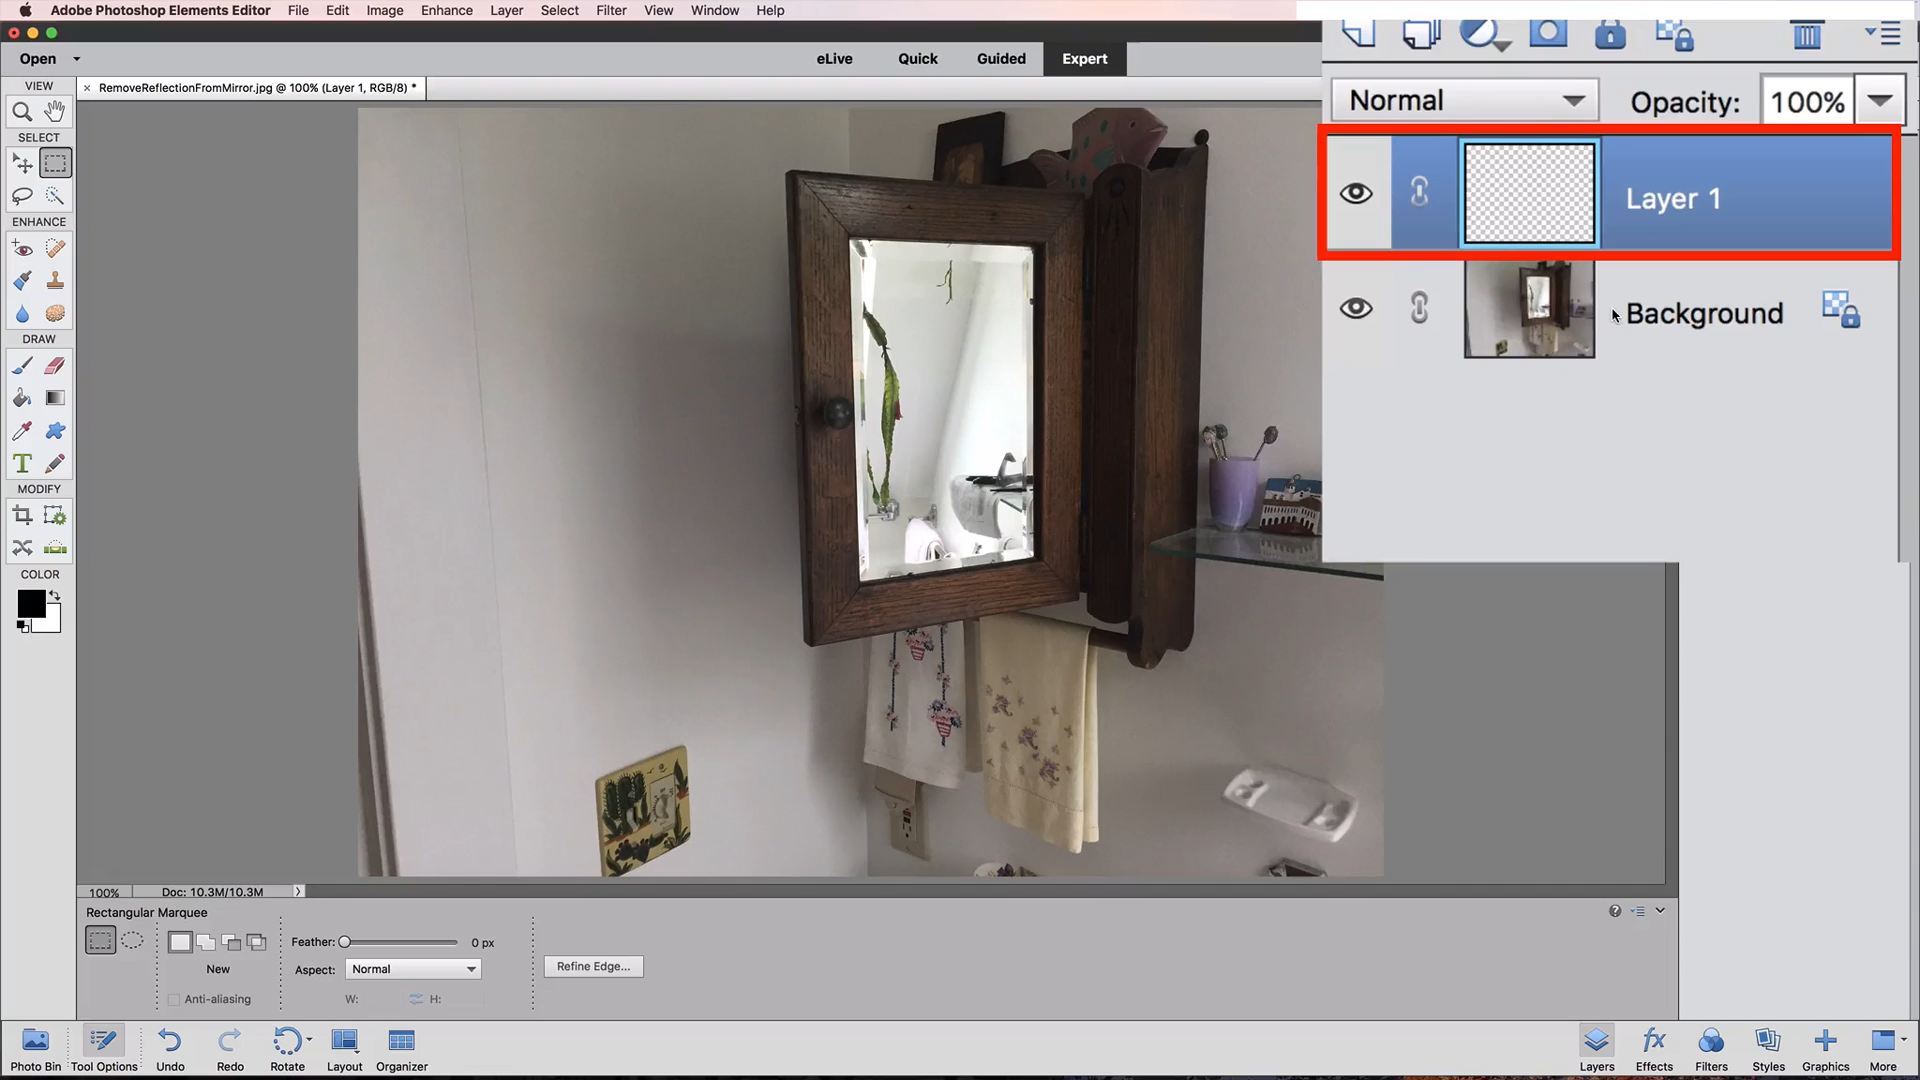 Adobe Photoshop Elements Editor File Edit Image Enhance Layer Select Filter View Window Help
Open eLive Quick Guided Expert
× RemoveReflectionFromMirror.jpg @ 100% (Layer 1, RGB/8) *
VIEW
SELECT
ENHANCE
DRAW
T
MODIFY
COLOR
Normal Opacity: 100%
Layer 1
Background
100% Doc: 10.3M/10.3M
Rectangular Marquee
New
Anti-aliasing
Feather: 0 px
Aspect: Normal
W: H:
Refine Edge...
Photo Bin Tool Options Undo Redo Rotate Layout Organizer
fx
Layers Effects Filters Styles Graphics More